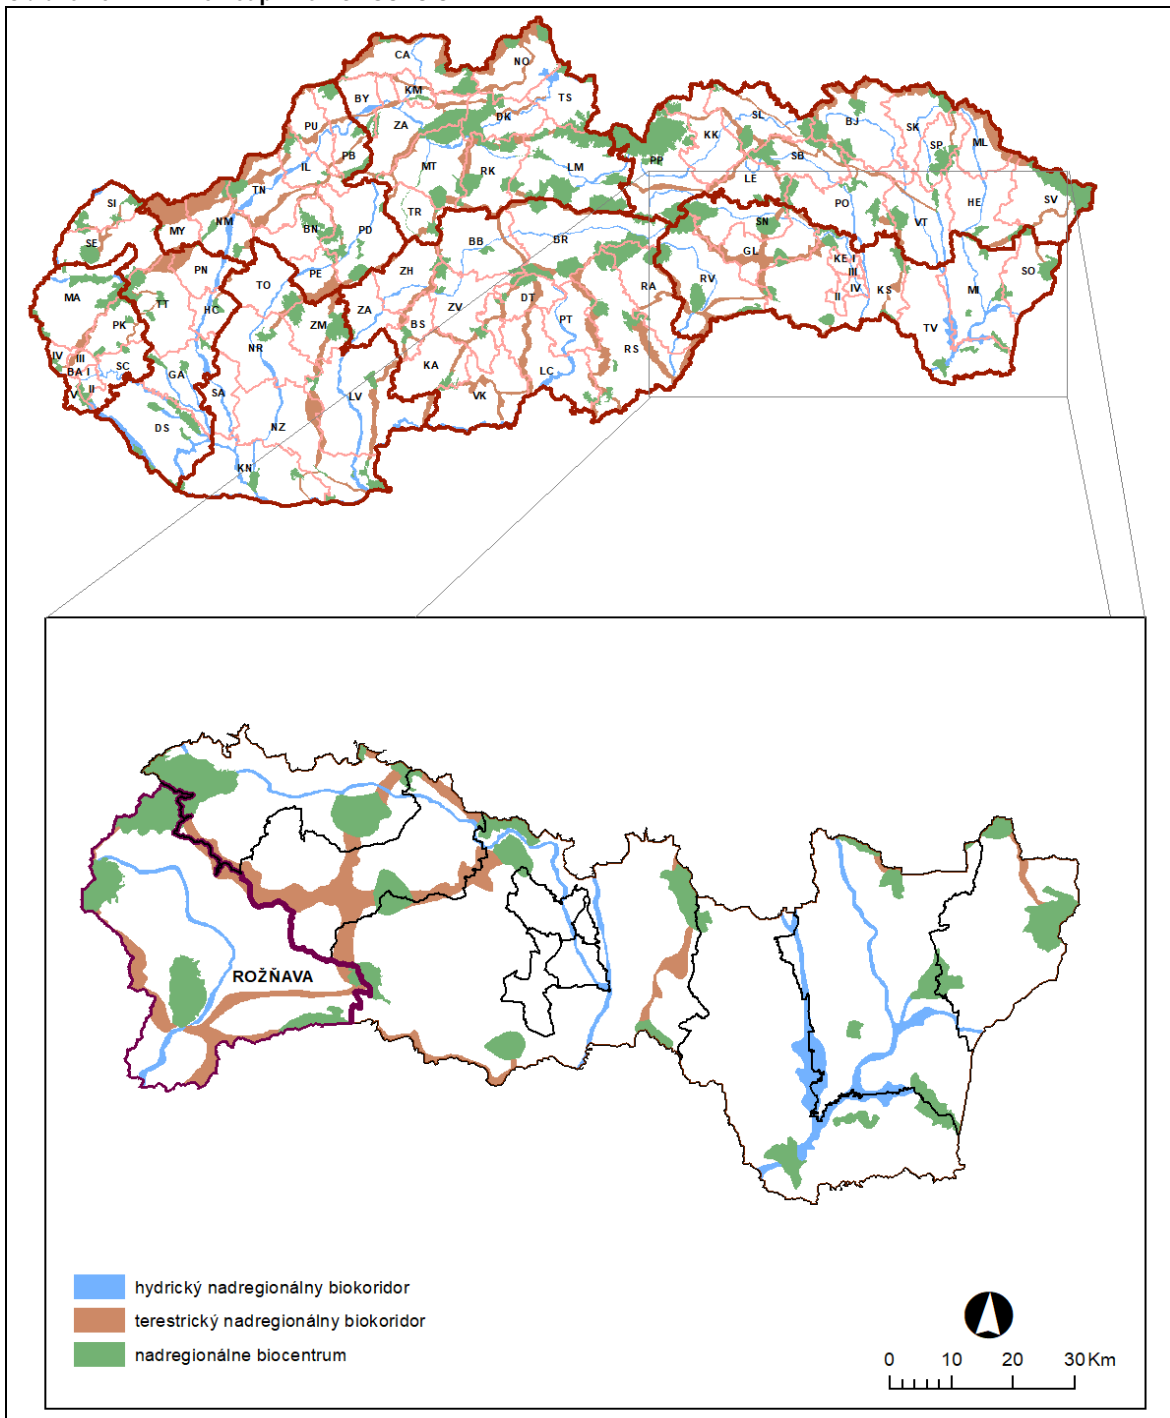 CA
NO
BY
KM
TS
PU
ZA
DK
PB
IL
MT
RK
LM
TN
SI
MY
NM
TR
BN
PD
SE
PN
PE
ZH
BB
BR
MA
TT
HC
TO
ZM
ZA
BS
ZV
DT
PT
RA
PK
NR
IV
III
BA I
II
V
SC
GA
SA
LV
KA
VK
LC
RS
DS
NZ
KN
KK
SL
BJ
SK
SP
ML
PP
SB
LE
PO
VT
HE
SV
SN
GL
RV
KE I
III
IV
II
KS
TV
MI
SO
ROŽŇAVA
hydrický nadregionálny biokoridor
terestrický nadregionálny biokoridor
nadregionálne biocentrum
0 10 20 30 Km